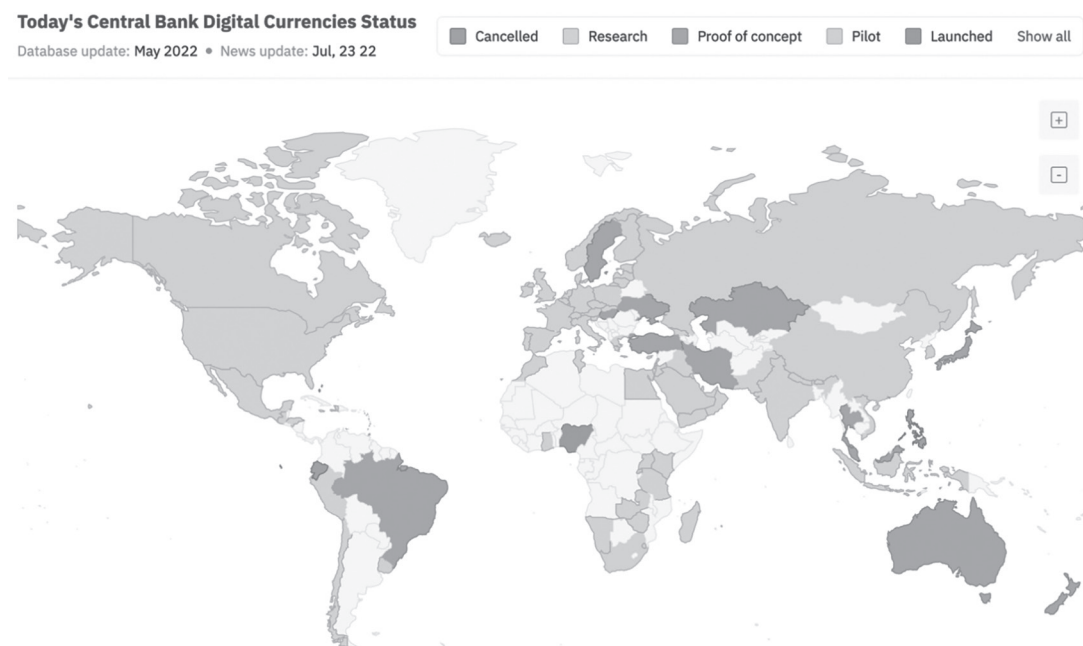 Today's Central Bank Digital Currencies Status
Database update: May 2022 • News update: Jul, 23 22
Cancelled Research Proof of concept Pilot Launched Show all
+
-